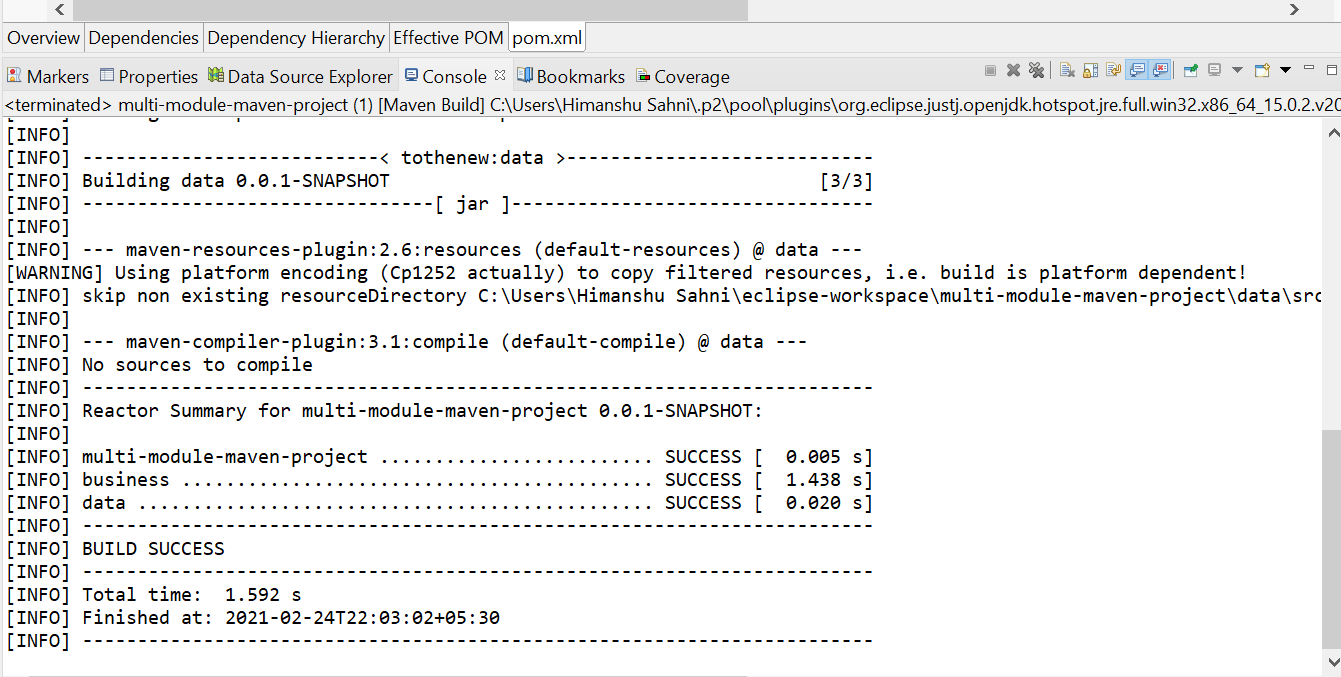 Overview Dependencies Dependency Hierarchy Effective POM pom.xml
Markers Properties Data Source Explorer Console Bookmarks Coverage
<terminated> multi-module-maven-project (1) [Maven Build] C:\Users\Himanshu Sahni\.p2\pool\plugins\org.eclipse.justj.openjdk.hotspot.jre.full.win32.x86_64_15.0.2.v20
[INFO]
[INFO] ---------------------------< tothenew:data >----------------------------
[INFO] Building data 0.0.1-SNAPSHOT [3/3]
[INFO] --------------------------------[ jar ]---------------------------------
[INFO]
[INFO] --- maven-resources-plugin:2.6:resources (default-resources) @ data ---
[WARNING] Using platform encoding (Cp1252 actually) to copy filtered resources, i.e. build is platform dependent!
[INFO] skip non existing resourceDirectory C:\Users\Himanshu Sahni\eclipse-workspace\multi-module-maven-project\data\src
[INFO]
[INFO] --- maven-compiler-plugin:3.1:compile (default-compile) @ data ---
[INFO] No sources to compile
[INFO] ------------------------------------------------------------------------
[INFO] Reactor Summary for multi-module-maven-project 0.0.1-SNAPSHOT:
[INFO]
[INFO] multi-module-maven-project ......................... SUCCESS [  0.005 s]
[INFO] business ........................................... SUCCESS [  1.438 s]
[INFO] data ............................................... SUCCESS [  0.020 s]
[INFO] ------------------------------------------------------------------------
[INFO] BUILD SUCCESS
[INFO] ------------------------------------------------------------------------
[INFO] Total time:  1.592 s
[INFO] Finished at: 2021-02-24T22:03:02+05:30
[INFO] ------------------------------------------------------------------------